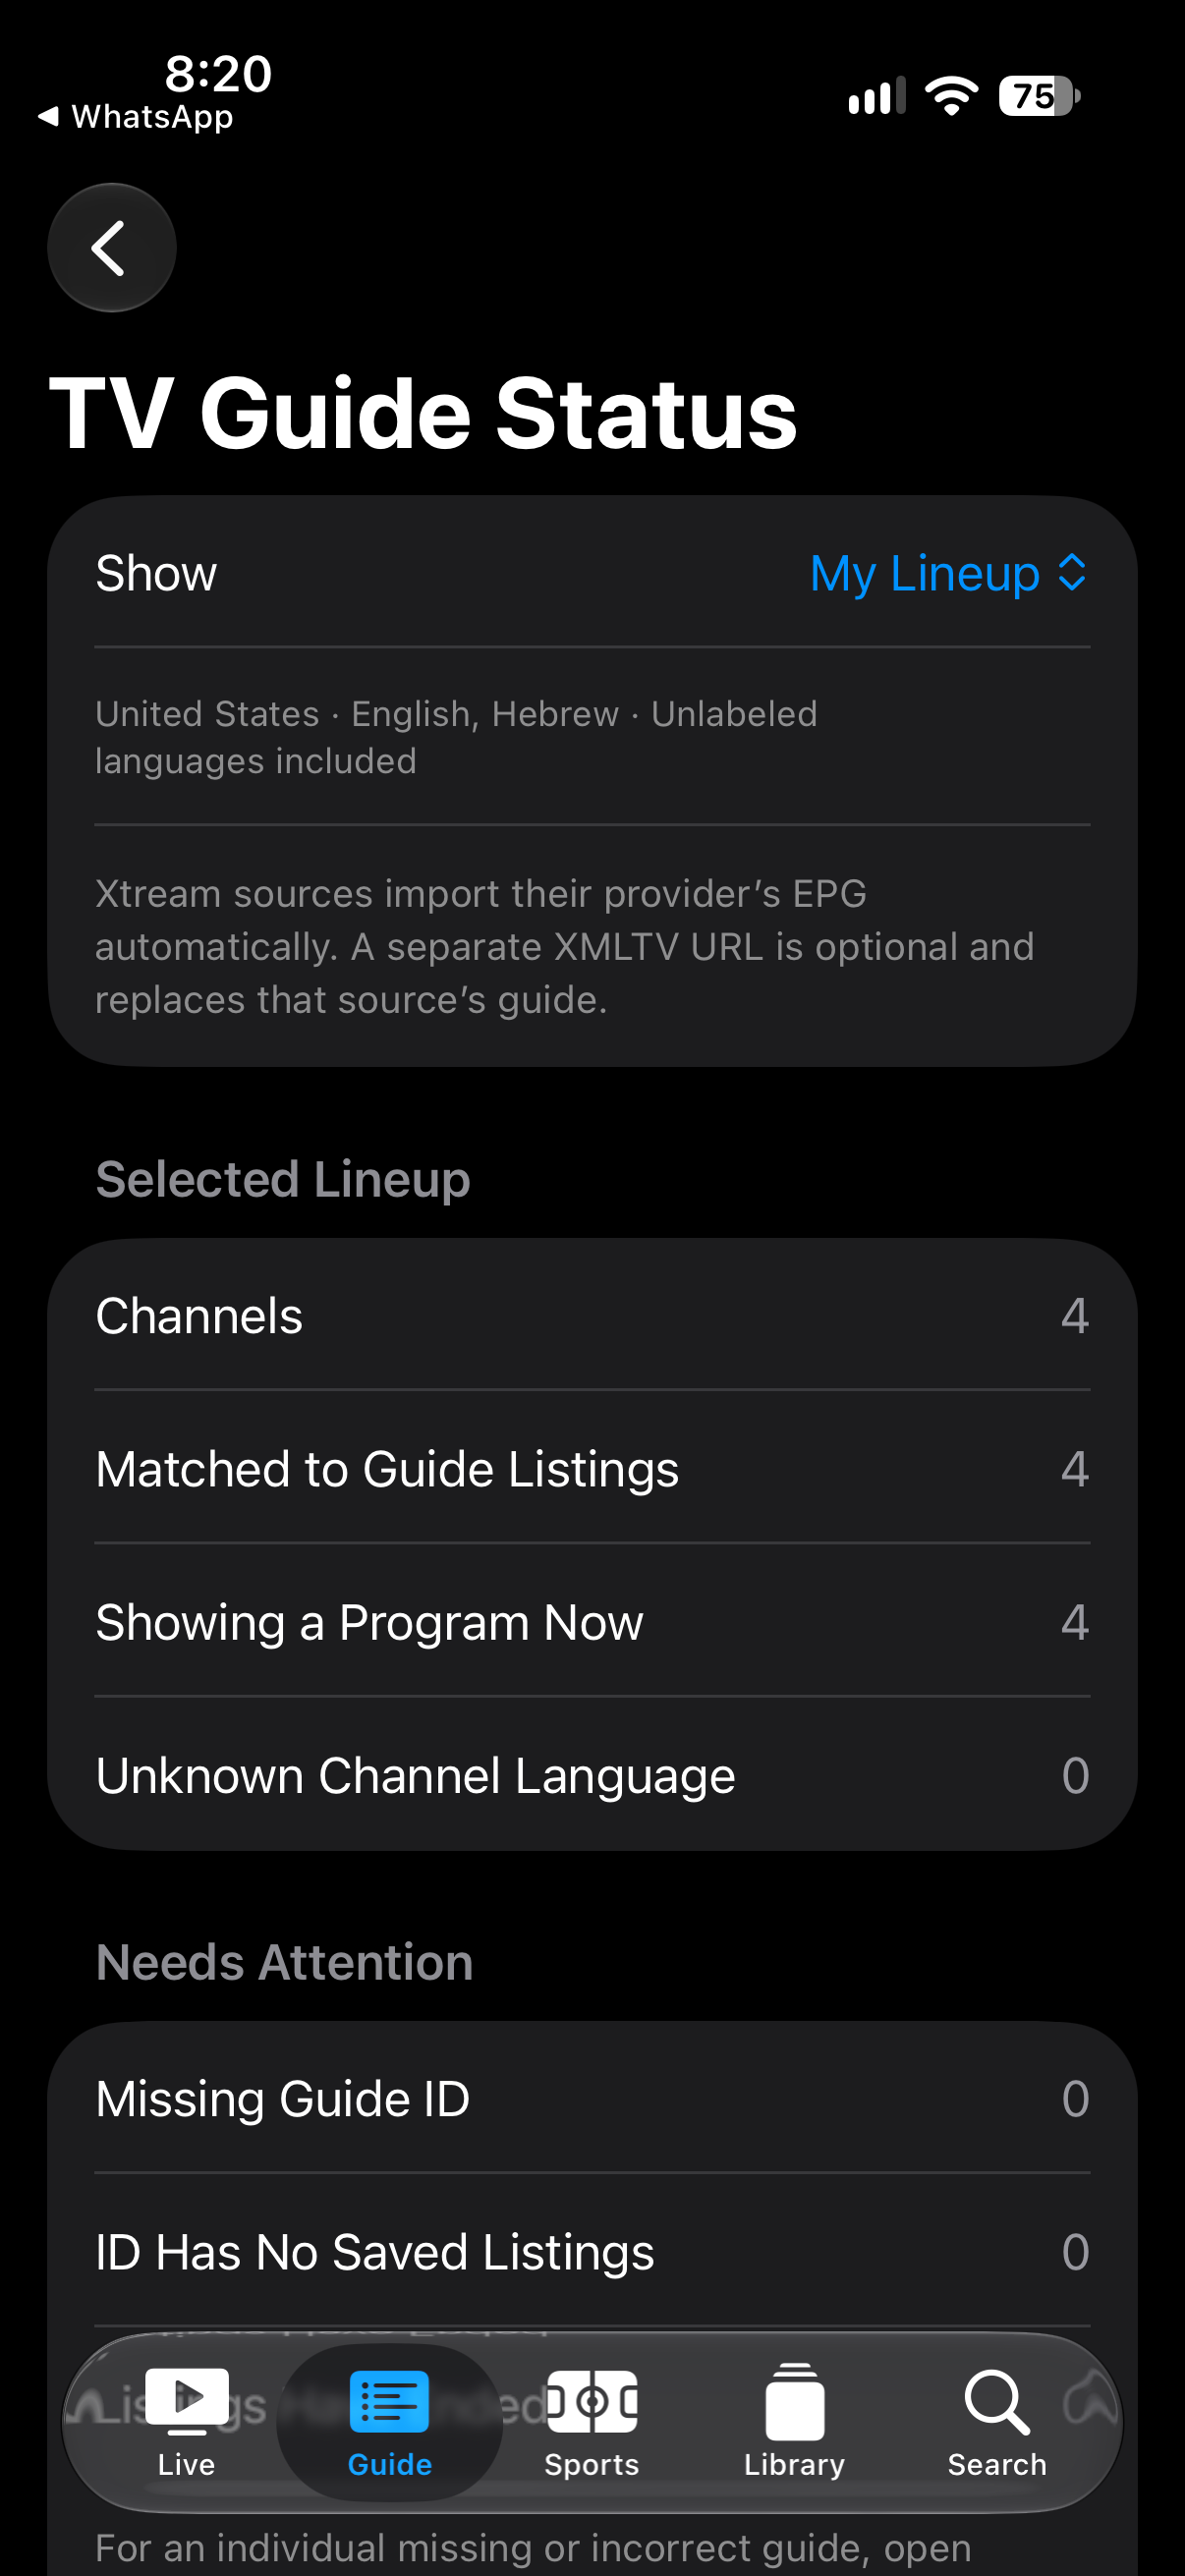 8:20
◀ WhatsApp
75
TV Guide Status
Show
My Lineup
United States · English, Hebrew · Unlabeled
languages included
Xtream sources import their provider’s EPG
automatically. A separate XMLTV URL is optional and
replaces that source’s guide.
Selected Lineup
Channels
4
Matched to Guide Listings
4
Showing a Program Now
4
Unknown Channel Language
0
Needs Attention
Missing Guide ID
0
ID Has No Saved Listings
0
Live
Guide
Sports
Library
Search
For an individual missing or incorrect guide, open